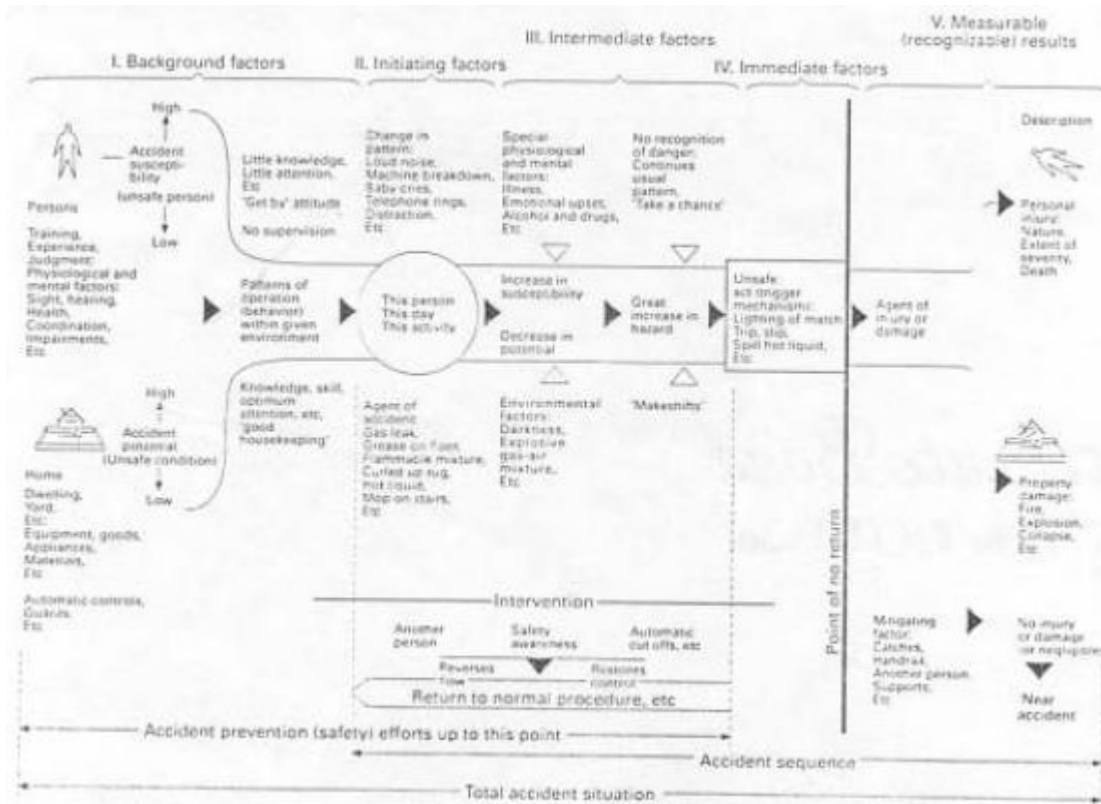 V. Measurable
(recognizable) results
III. Intermediate factors
I. Background factors
II. Initiating factors
IV. Immediate factors
High
Accident
suscepti-
bility
(unsafe person)
Low
Persons
Training,
Experience,
Judgment;
Physiological and
mental factors:
Sight, hearing,
Health,
Coordination,
Impairments,
Etc
Little knowledge,
Little attention,
Etc
'Get by' attitude
No supervision
Patterns of
operation
(behavior)
within given
environment
Knowledge, skill,
optimum
attention, etc,
'good
housekeeping'
High
Accident
potential
(Unsafe condition)
Low
Home
Dwelling,
Yard,
Etc;
Equipment, goods,
Appliances,
Materials,
Etc
Automatic controls,
Guards,
Etc
Change in
pattern:
Loud noise,
Machine breakdown,
Baby cries,
Telephone rings,
Distraction,
Etc
This person
This day
This activity
Agent of
accident
Gas leak,
Grease on floor,
Flammable mixture,
Curled up rug,
Hot liquid,
Mop on stairs,
Etc
Special
physiological
and mental
factors:
Illness,
Emotional upset,
Alcohol and drugs,
Etc
Increase in
susceptibility
Decrease in
potential
Environmental
Factors:
Darkness,
Explosive
gas-air
mixture,
Etc
No recognition
of danger;
Continues
usual
pattern,
'Take a chance'
Great
increase in
hazard
"Makeshifts"
Unsafe
act trigger
mechanism:
Lighting of match
Trip, slip,
Spill hot liquid,
Etc
Point of no return
Agent of
injury or
damage
Description
Personal
injury:
Nature,
Extent of
severity,
Death
Property
damage:
Fire,
Explosion,
Collapse,
Etc
Mitigating
factor:
Catches,
Handrail,
Another person
Supports,
Etc
No injury
or damage
(or negligible)
'Near
accident'
Intervention
Another
person
Safety
awareness
Automatic
cut offs, etc
Reverses
flow
Restores
control
Return to normal procedure, etc
Accident prevention (safety) efforts up to this point
Accident sequence
Total accident situation